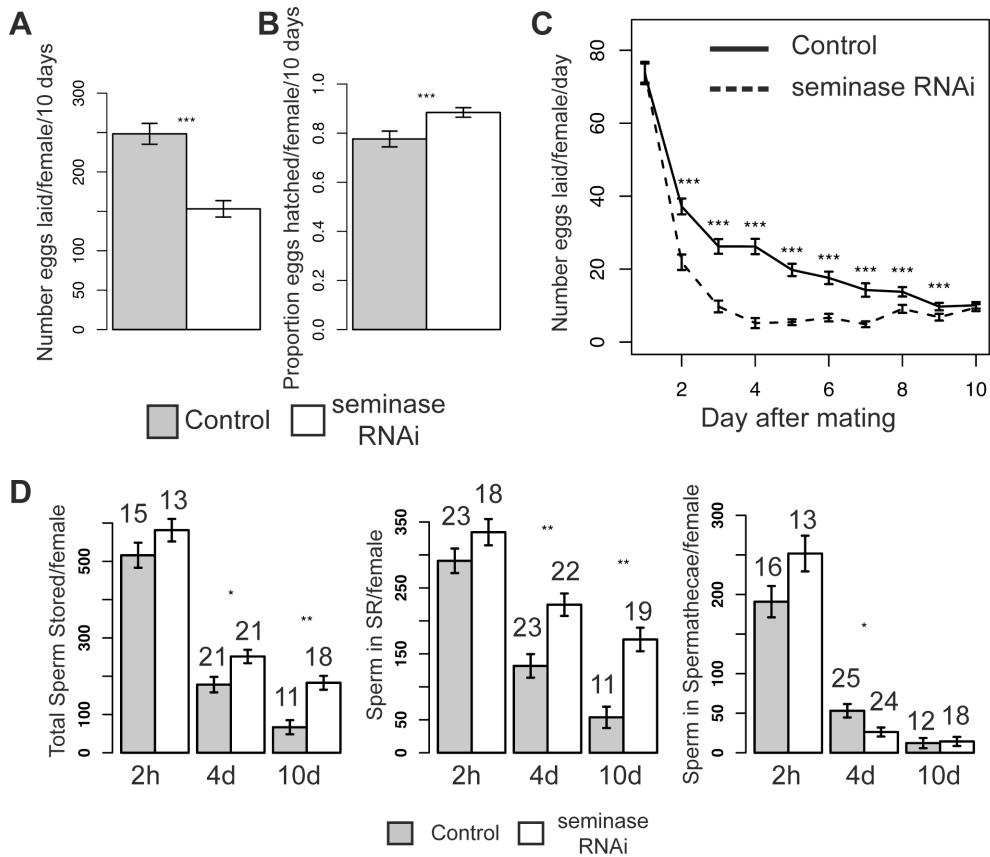 A
Number eggs laid/female/10 days
0 50 100 200 300
***
B
Proportion eggs hatched/female/10 days
0.0 0.2 0.4 0.6 0.8 1.0
***
C
Number eggs laid/female/day
0 20 40 60 80
Control
seminase RNAi
*** *** *** *** *** *** *** ***
2 4 6 8 10
Day after mating
Control
seminase
RNAi
D
Total Sperm Stored/female
0 100 300 500
15 13
21 21
11 18
* **
2h 4d 10d
Sperm in SR/female
0 50 150 250 350
23 18
23 22
11 19
** **
2h 4d 10d
Sperm in Spermathecae/female
0 50 100 200 300
16 13
25 24
12 18
*
2h 4d 10d
Control
seminase
RNAi